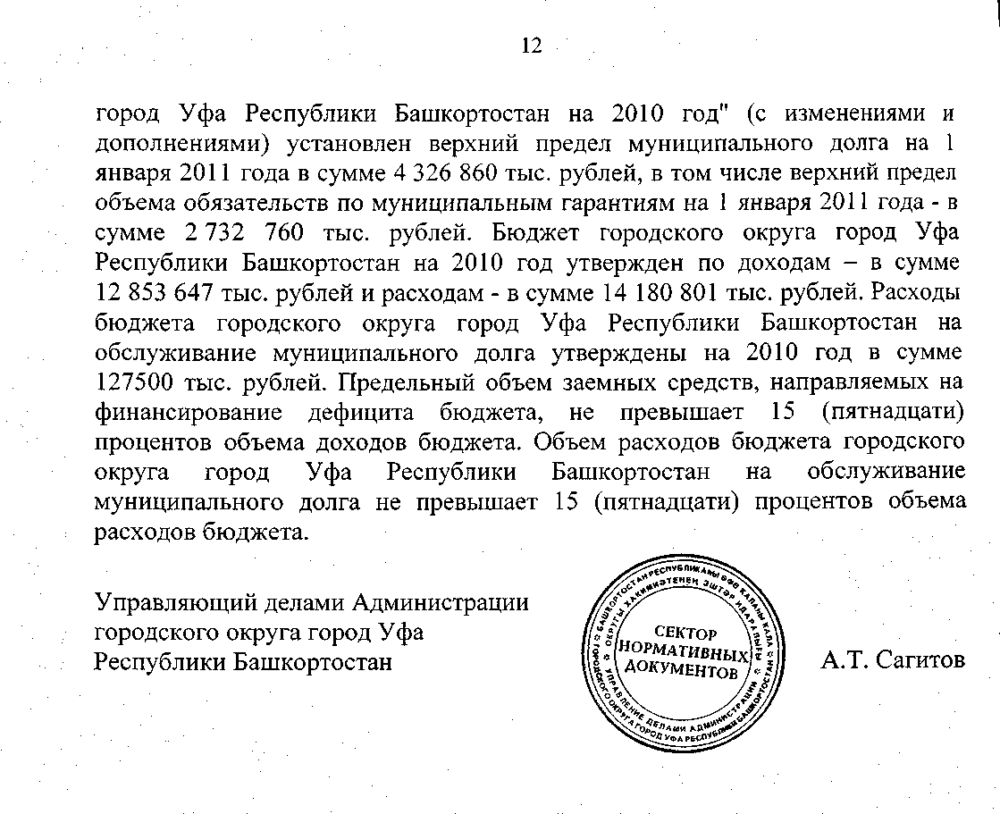 12
город Уфа Республики Башкортостан на 2010 год" (с изменениями и
дополнениями) установлен верхний предел муниципального долга на 1
января 2011 года в сумме 4 326 860 тыс. рублей, в том числе верхний предел
объема обязательств по муниципальным гарантиям на 1 января 2011 года - в
сумме 2 732 760 тыс. рублей. Бюджет городского округа город Уфа
Республики Башкортостан на 2010 год утвержден по доходам – в сумме
12 853 647 тыс. рублей и расходам - в сумме 14 180 801 тыс. рублей. Расходы
бюджета городского округа город Уфа Республики Башкортостан на
обслуживание муниципального долга утверждены на 2010 год в сумме
127500 тыс. рублей. Предельный объем заемных средств, направляемых на
финансирование дефицита бюджета, не превышает 15 (пятнадцати)
процентов объема доходов бюджета. Объем расходов бюджета городского
округа город Уфа Республики Башкортостан на обслуживание
муниципального долга не превышает 15 (пятнадцати) процентов объема
расходов бюджета.
Управляющий делами Администрации
городского округа город Уфа
Республики Башкортостан
БАШКОРТОСТАН РЕСПУБЛИКАҺЫ ӨФӨ ҠАЛАҺЫ ҠАЛА
ОКРУГЫ ХАКИМИӘТЕНЕҢ ЭШТӘР ИДАРАЛЫҒЫ
СЕКТОР
НОРМАТИВНЫХ
ДОКУМЕНТОВ
УПРАВЛЕНИЕ ДЕЛАМИ АДМИНИСТРАЦИИ
ГОРОДСКОГО ОКРУГА ГОРОД УФА РЕСПУБЛИКИ БАШКОРТОСТАН
А.Т. Сагитов